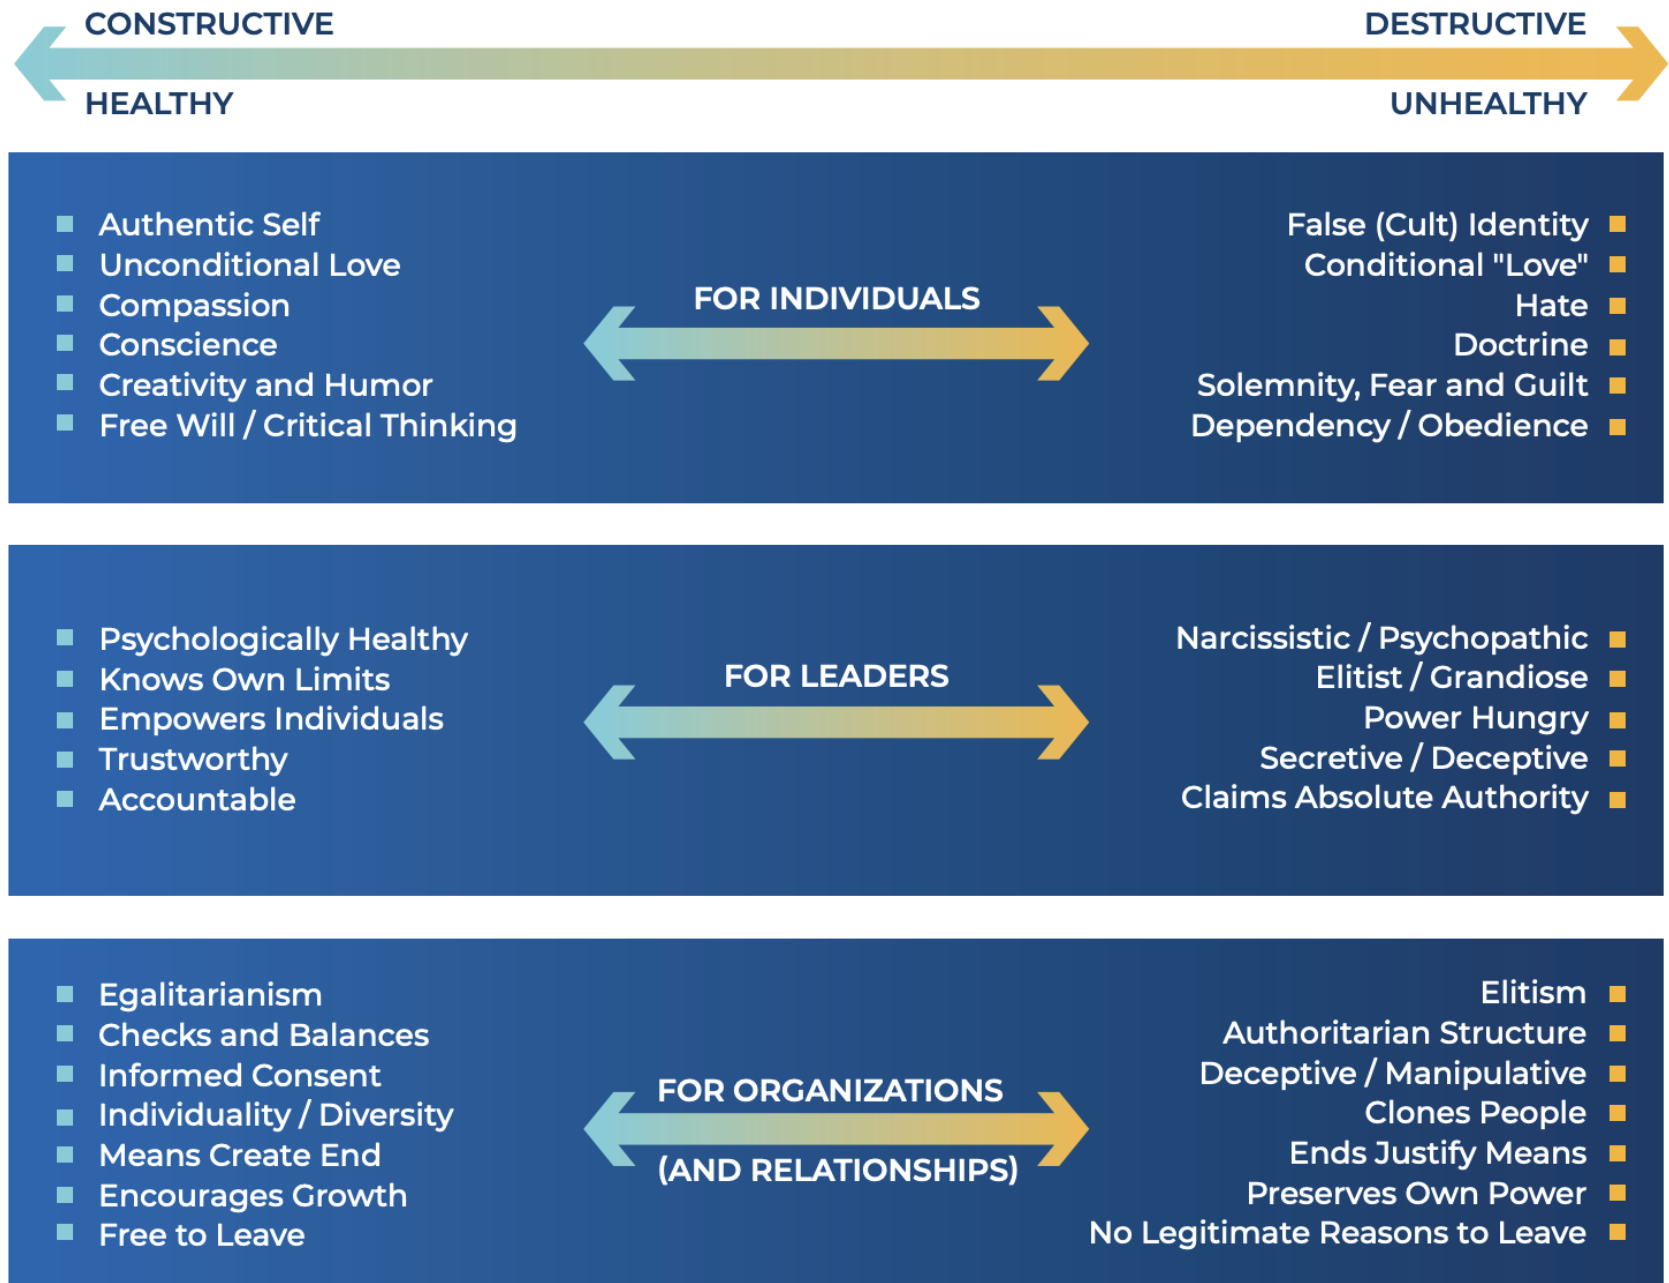 CONSTRUCTIVE
DESTRUCTIVE
HEALTHY
UNHEALTHY
Authentic Self
Unconditional Love
Compassion
Conscience
Creativity and Humor
Free Will / Critical Thinking
FOR INDIVIDUALS
False (Cult) Identity
Conditional "Love"
Hate
Doctrine
Solemnity, Fear and Guilt
Dependency / Obedience
Psychologically Healthy
Knows Own Limits
Empowers Individuals
Trustworthy
Accountable
FOR LEADERS
Narcissistic / Psychopathic
Elitist / Grandiose
Power Hungry
Secretive / Deceptive
Claims Absolute Authority
Egalitarianism
Checks and Balances
Informed Consent
Individuality / Diversity
Means Create End
Encourages Growth
Free to Leave
FOR ORGANIZATIONS
(AND RELATIONSHIPS)
Elitism
Authoritarian Structure
Deceptive / Manipulative
Clones People
Ends Justify Means
Preserves Own Power
No Legitimate Reasons to Leave